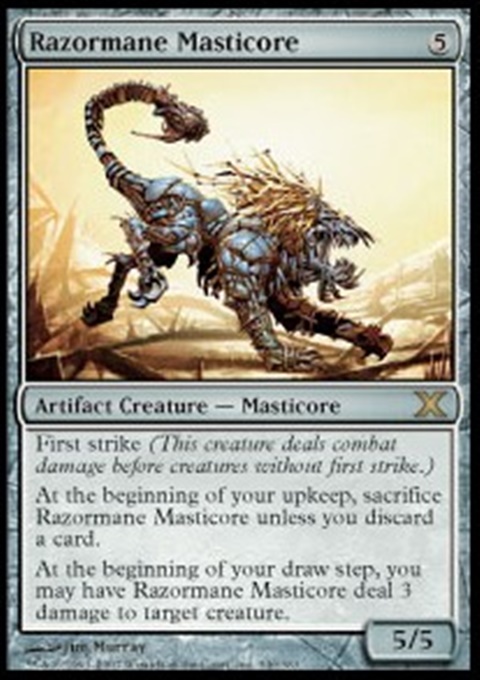 Razormane Masticore 5
Artifact Creature — Masticore
First strike (This creature deals combat
damage before creatures without first strike.)
At the beginning of your upkeep, sacrifice
Razormane Masticore unless you discard
a card.
At the beginning of your draw step, you
may have Razormane Masticore deal 3
damage to target creature.
Jim Murray
5/5